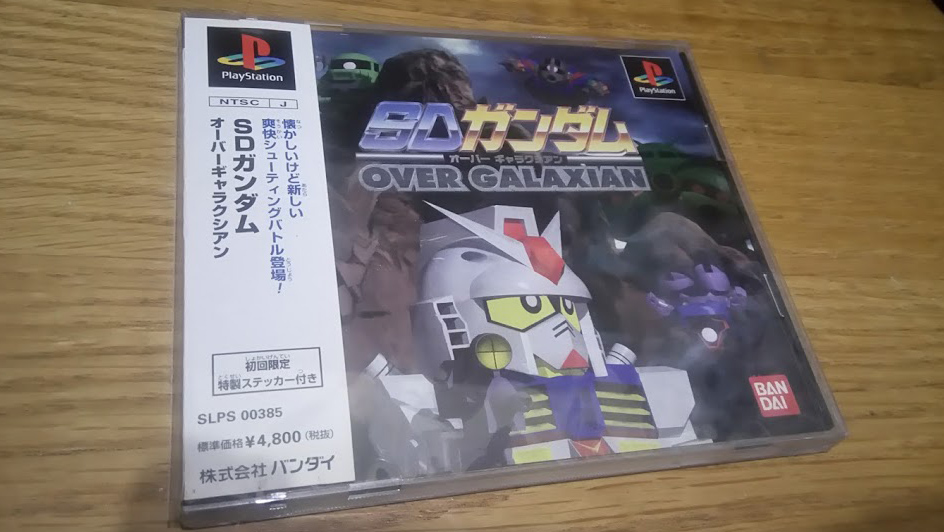 PlayStation
NTSC J
懐かしいけど新しい
爽快シューティングバトル登場!
SDガンダム
オーバーギャラクシアン
初回限定
特製ステッカー付き
SLPS 00385
標準価格¥4,800(税抜)
株式会社バンダイ
PlayStation
SDガンダム
オーバー ギャラクシアン
OVER GALAXIAN
BAN
DAI